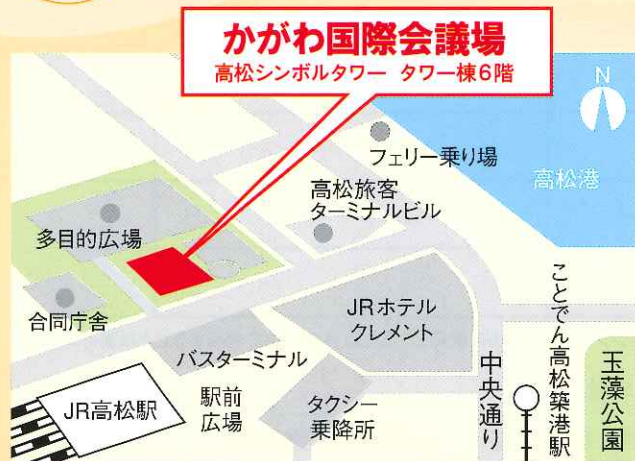 かがわ国際会議場
高松シンボルタワー タワー棟6階
N
フェリー乗り場
高松港
高松旅客
ターミナルビル
多目的広場
合同庁舎
JRホテル
クレメント
バスターミナル
ことでん高松築港駅
中央通り
玉藻公園
駅前
広場
タクシー
乗降所
JR高松駅